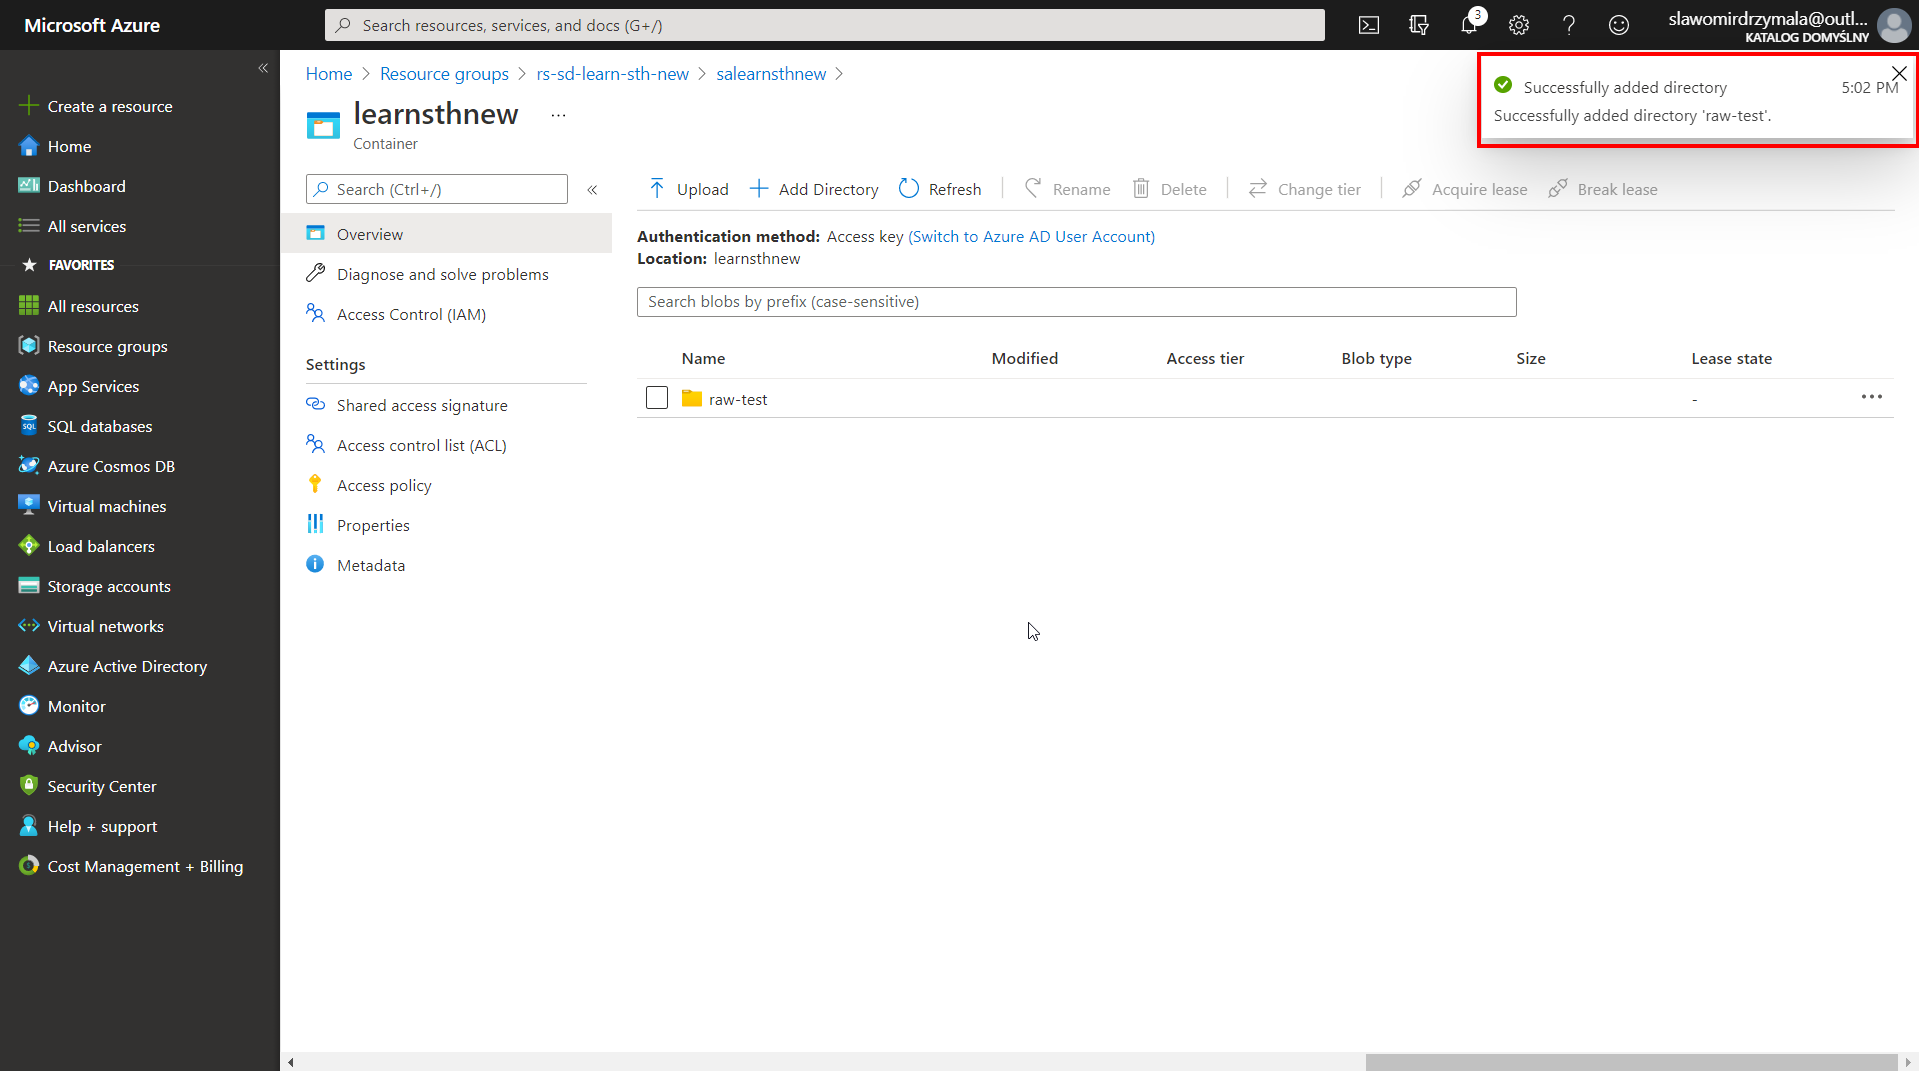 Microsoft Azure
Search resources, services, and docs (G+/)
3
slawomirdrzymala@outl...
KATALOG DOMYŚLNY
Create a resource
Home
Dashboard
All services
FAVORITES
All resources
Resource groups
App Services
SQL databases
Azure Cosmos DB
Virtual machines
Load balancers
Storage accounts
Virtual networks
Azure Active Directory
Monitor
Advisor
Security Center
Help + support
Cost Management + Billing
Home > Resource groups > rs-sd-learn-sth-new > salearnsthnew >
learnsthnew ...
Container
Successfully added directory 5:02 PM
Successfully added directory 'raw-test'.
Search (Ctrl+/)
Overview
Diagnose and solve problems
Access Control (IAM)
Settings
Shared access signature
Access control list (ACL)
Access policy
Properties
Metadata
Upload Add Directory Refresh Rename Delete Change tier Acquire lease Break lease
Authentication method: Access key (Switch to Azure AD User Account)
Location: learnsthnew
Search blobs by prefix (case-sensitive)
Name Modified Access tier Blob type Size Lease state
raw-test - ...